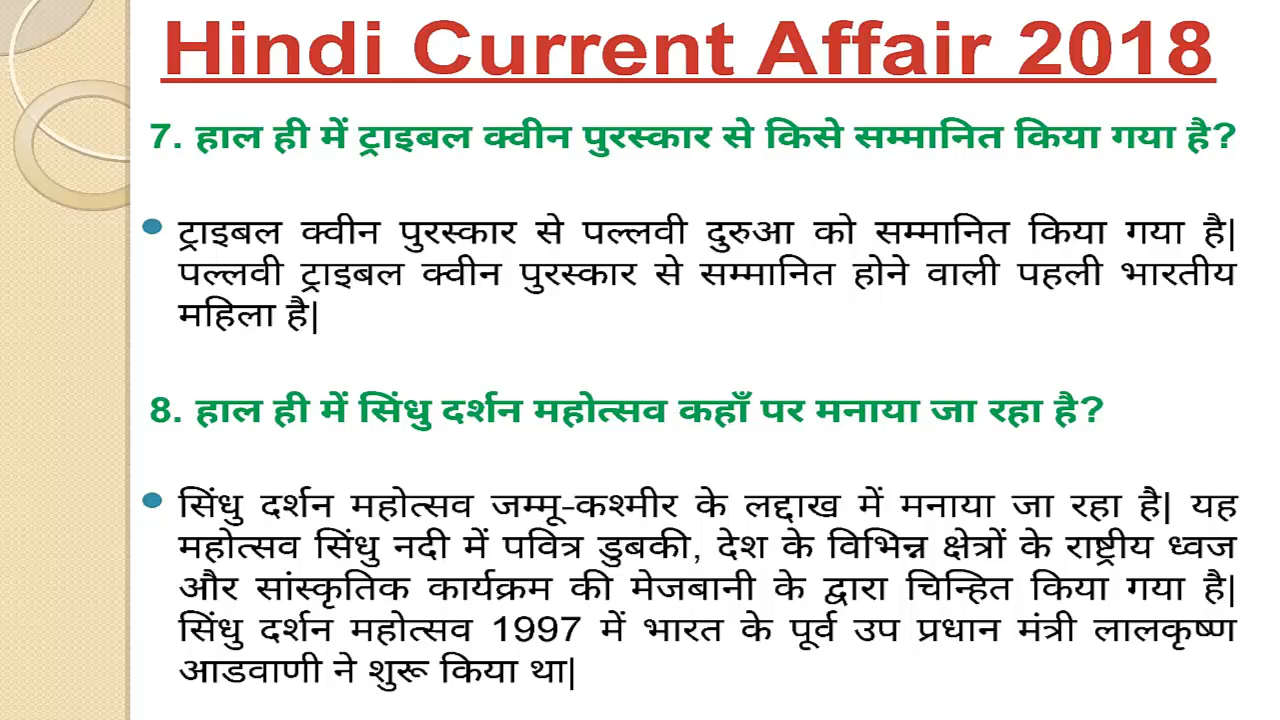 Hindi Current Affair 2018
7. हाल ही में ट्राइबल क्वीन पुरस्कार से किसे सम्मानित किया गया है?
ट्राइबल क्वीन पुरस्कार से पल्लवी दुरुआ को सम्मानित किया गया है|
पल्लवी ट्राइबल क्वीन पुरस्कार से सम्मानित होने वाली पहली भारतीय
महिला है|
8. हाल ही में सिंधु दर्शन महोत्सव कहाँ पर मनाया जा रहा है?
सिंधु दर्शन महोत्सव जम्मू-कश्मीर के लद्दाख में मनाया जा रहा है| यह
महोत्सव सिंधु नदी में पवित्र डुबकी, देश के विभिन्न क्षेत्रों के राष्ट्रीय ध्वज
और सांस्कृतिक कार्यक्रम की मेजबानी के द्वारा चिन्हित किया गया है|
सिंधु दर्शन महोत्सव 1997 में भारत के पूर्व उप प्रधान मंत्री लालकृष्ण
आडवाणी ने शुरू किया था|